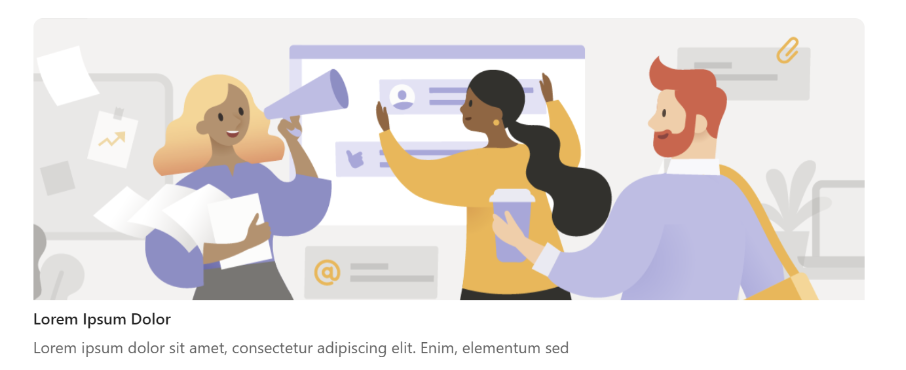 @
Lorem Ipsum Dolor
Lorem ipsum dolor sit amet, consectetur adipiscing elit. Enim, elementum sed